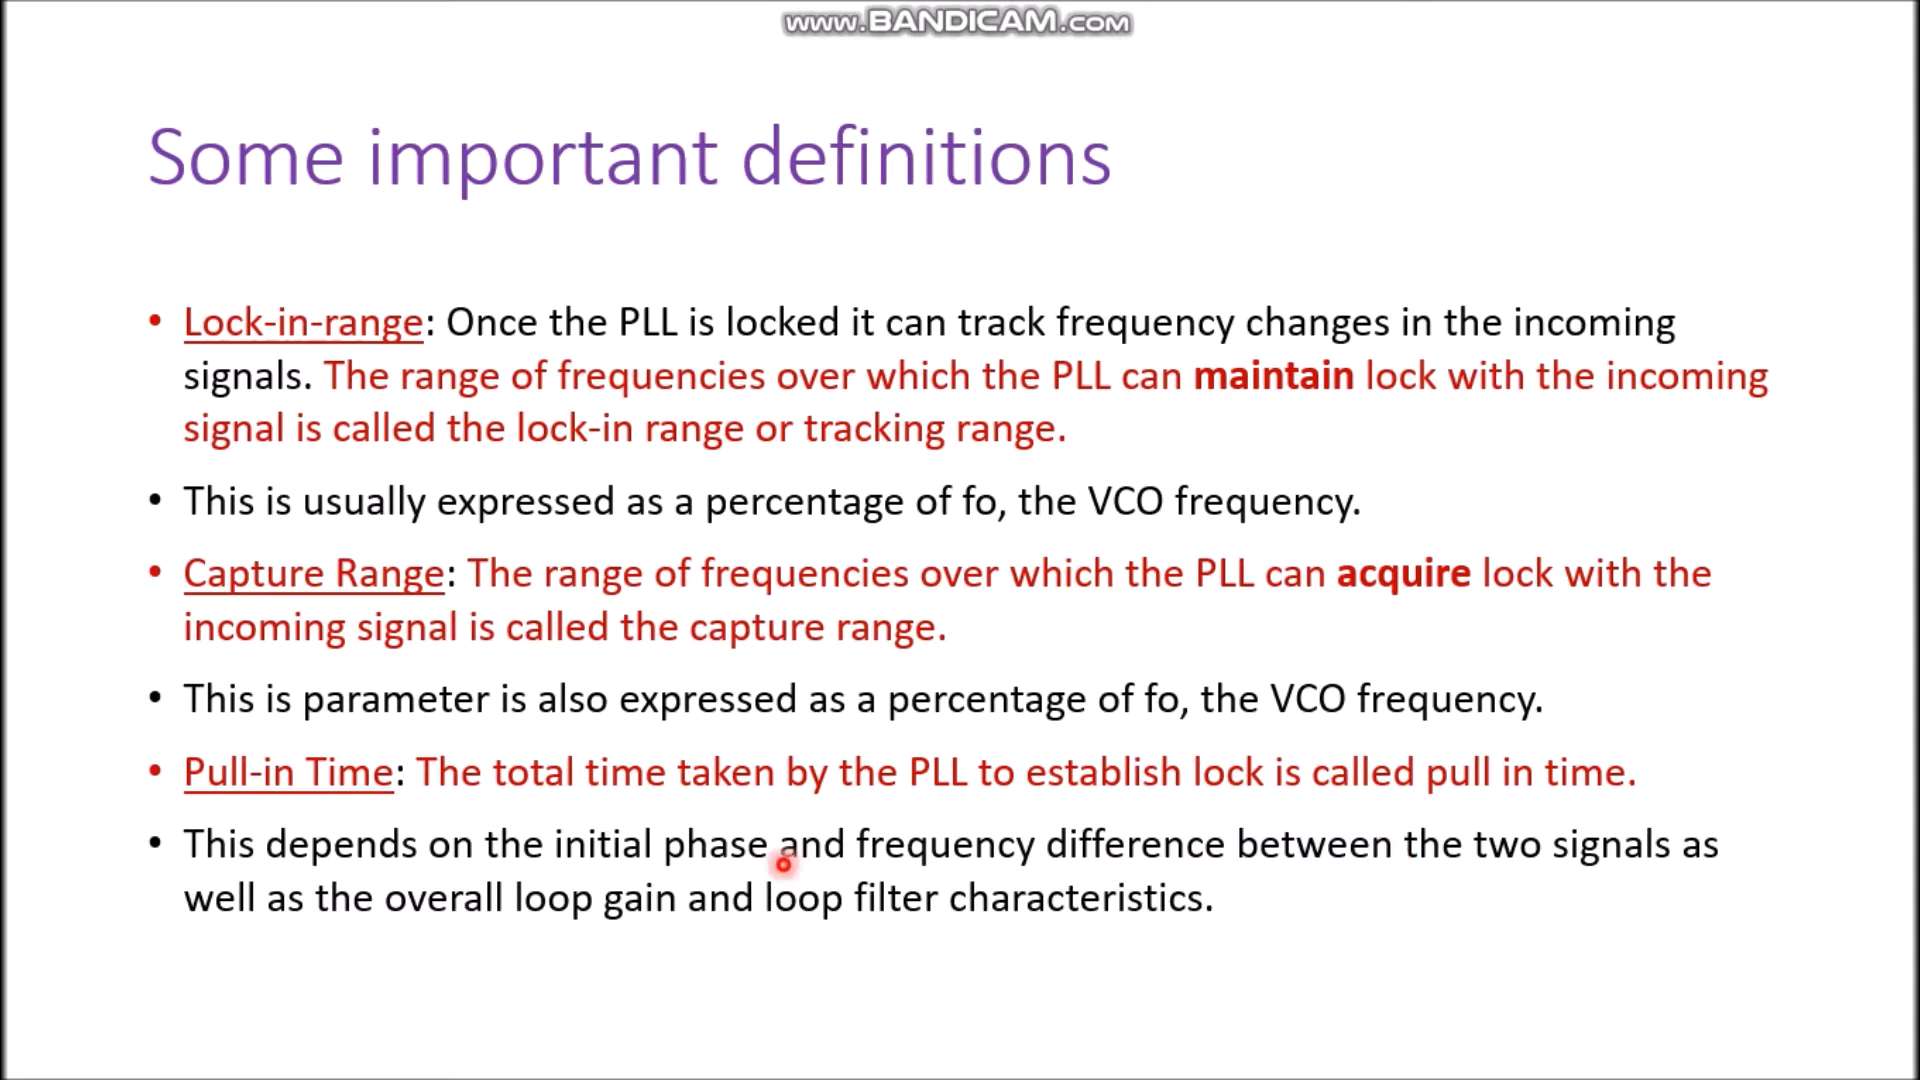 www.BANDICAM.com
Some important definitions
• Lock-in-range: Once the PLL is locked it can track frequency changes in the incoming
signals. The range of frequencies over which the PLL can maintain lock with the incoming
signal is called the lock-in range or tracking range.
• This is usually expressed as a percentage of fo, the VCO frequency.
• Capture Range: The range of frequencies over which the PLL can acquire lock with the
incoming signal is called the capture range.
• This is parameter is also expressed as a percentage of fo, the VCO frequency.
• Pull-in Time: The total time taken by the PLL to establish lock is called pull in time.
• This depends on the initial phase and frequency difference between the two signals as
well as the overall loop gain and loop filter characteristics.